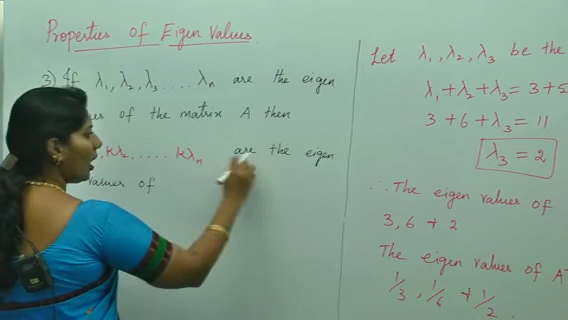 Properties of Eigen Values
3) If λ₁, λ₂, λ₃ .... λₙ are the eigen
of the matrix A then
, kλ₂, ..... kλₙ are the eigen
values of
Let λ₁, λ₂, λ₃ be the
λ₁+λ₂+λ₃ = 3+5
3 + 6 + λ₃ = 11
λ₃ = 2
∴ The eigen values of
3, 6 + 2
The eigen values of A
1/3, 1/6 + 1/2.